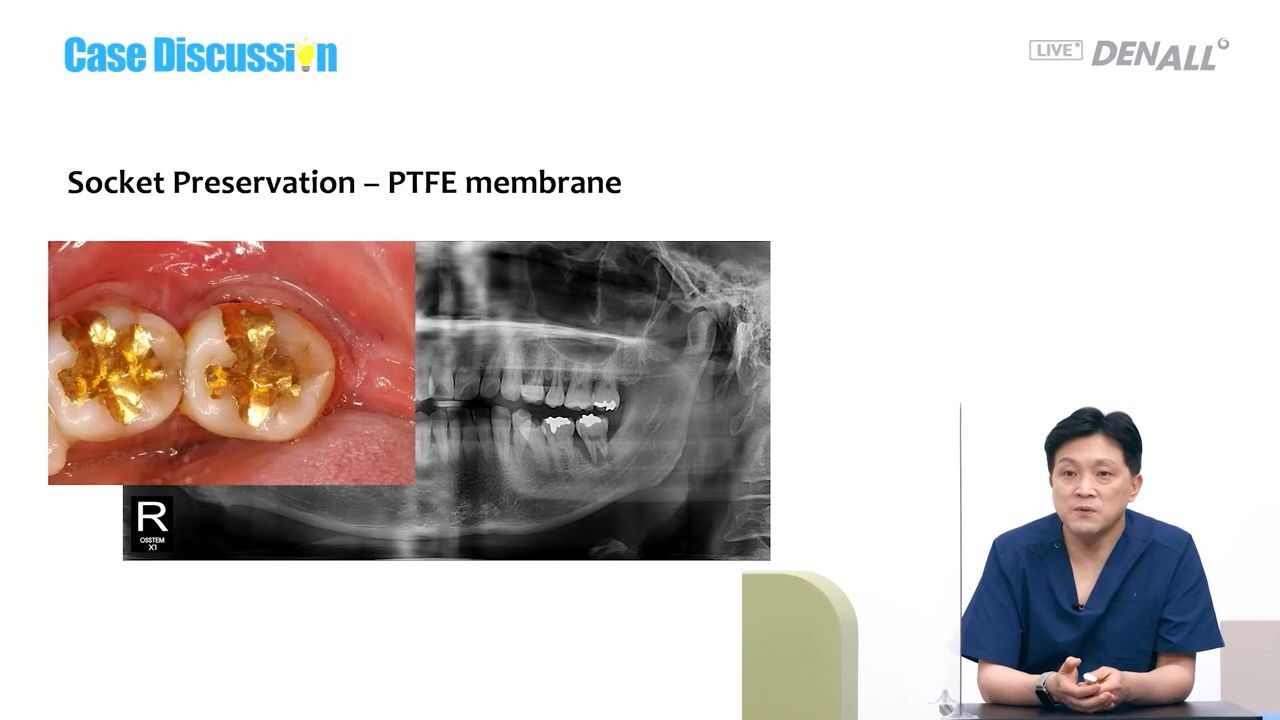 Case Discussion
LIVE
DENALL
Socket Preservation – PTFE membrane
R
OSSTEM
X1